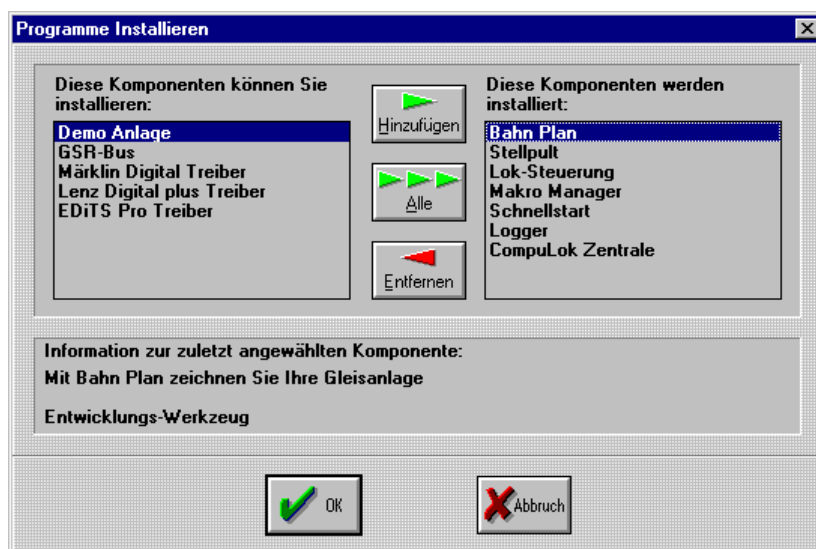 Programme Installieren
Diese Komponenten können Sie
installieren:
Demo Anlage
GSR-Bus
Märklin Digital Treiber
Lenz Digital plus Treiber
EDiTS Pro Treiber
Hinzufügen
Alle
Entfernen
Diese Komponenten werden
installiert:
Bahn Plan
Stellpult
Lok-Steuerung
Makro Manager
Schnellstart
Logger
CompuLok Zentrale
Information zur zuletzt angewählten Komponente:
Mit Bahn Plan zeichnen Sie Ihre Gleisanlage
Entwicklungs-Werkzeug
OK
Abbruch